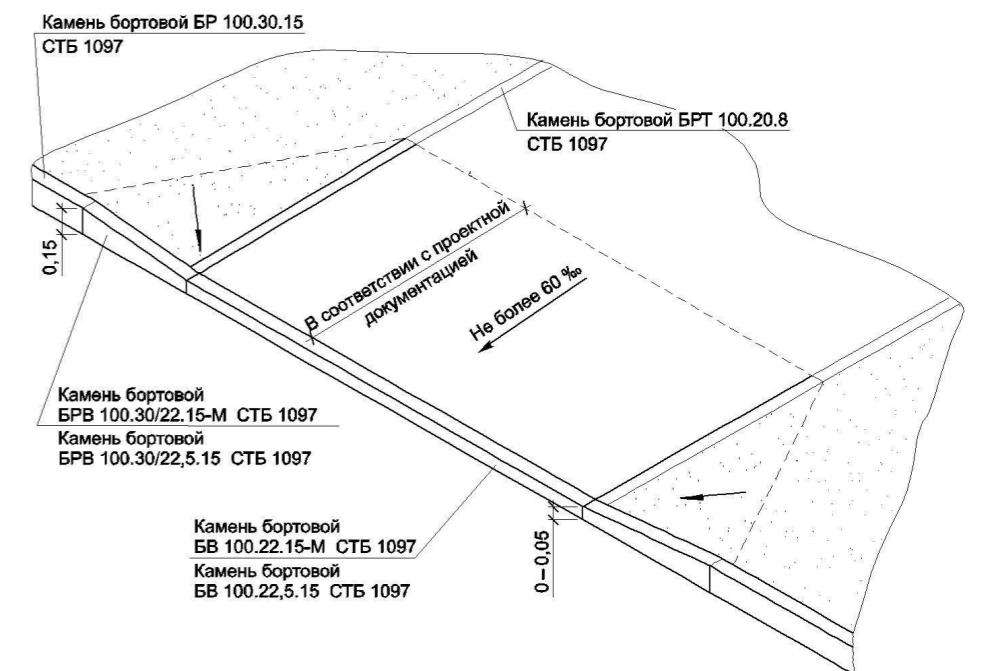 Камень бортовой БР 100.30.15
СТБ 1097
Камень бортовой БРТ 100.20.8
СТБ 1097
0,15
В соответствии с проектной
документацией
Не более 60 ‰
Камень бортовой
БРВ 100.30/22.15-М СТБ 1097
Камень бортовой
БРВ 100.30/22,5.15 СТБ 1097
Камень бортовой
БВ 100.22.15-М СТБ 1097
Камень бортовой
БВ 100.22,5.15 СТБ 1097
0–0,05